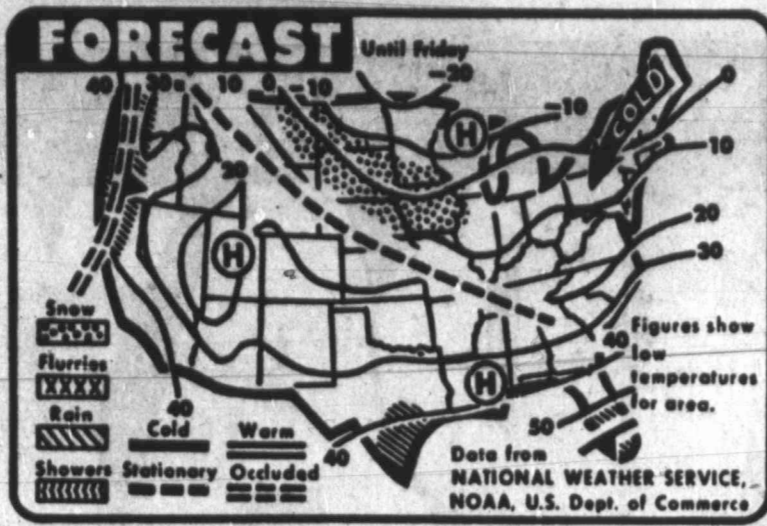 FORECAST
Until Friday
40 10 0 -10 -20
H -10 COLD 0
10
20
20
30
H
Snow
Flurries
Rain
Showers
40
Cold
Stationary
Warm
Occluded
40
H
40
50
Figures show
low
temperatures
for area.
Data from
NATIONAL WEATHER SERVICE,
NOAA, U.S. Dept. of Commerce